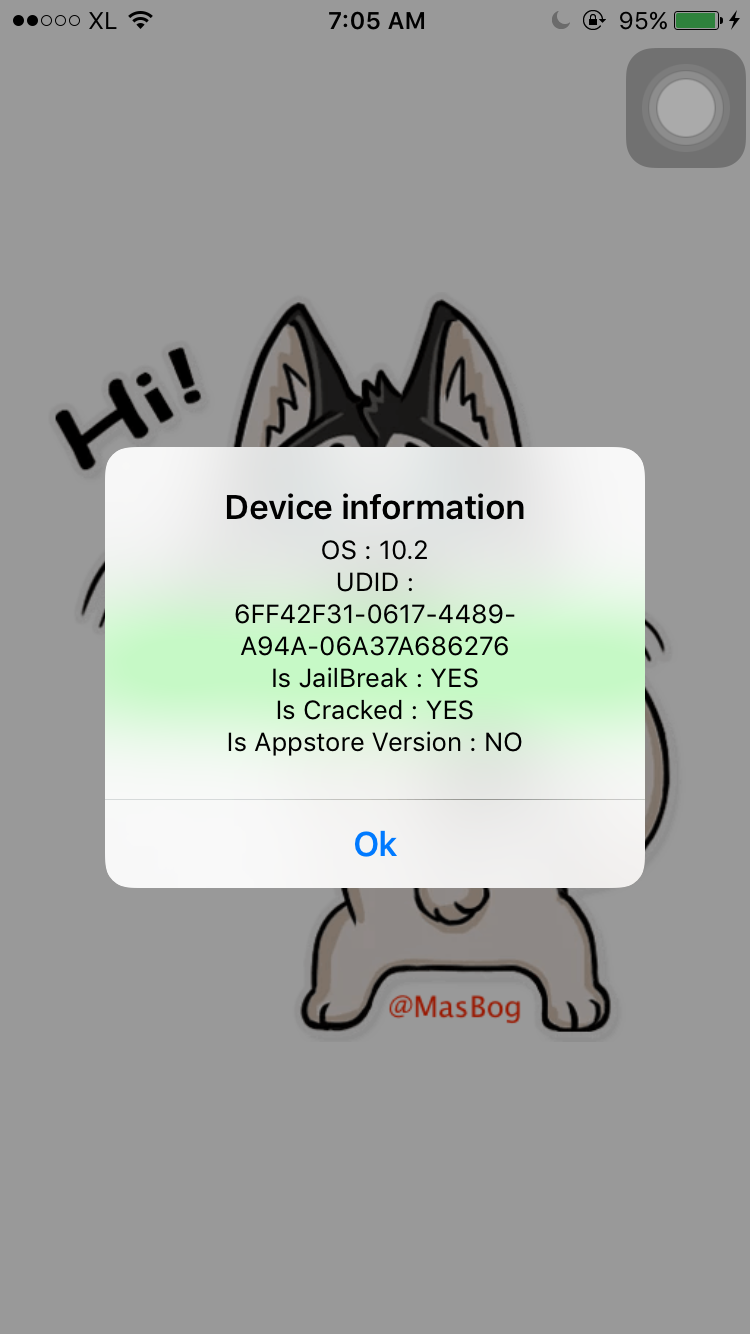 XL 7:05 AM 95%
Hi!
Device information
OS : 10.2
UDID :
6FF42F31-0617-4489-
A94A-06A37A686276
Is JailBreak : YES
Is Cracked : YES
Is Appstore Version : NO
Ok
@MasBog